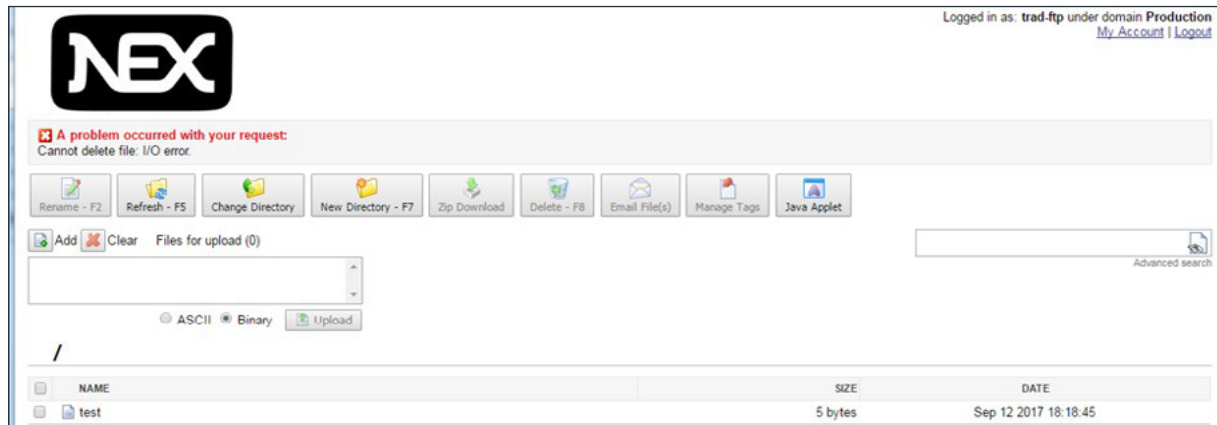 Logged in as: trad-ftp under domain Production
My Account | Logout
NEX
A problem occurred with your request:
Cannot delete file: I/O error.
Rename - F2 Refresh - F5 Change Directory New Directory - F7 Zip Download Delete - F8 Email File(s) Manage Tags Java Applet
Add Clear Files for upload (0)
Advanced search
ASCII Binary Upload
/
NAME SIZE DATE
test 5 bytes Sep 12 2017 18:18:45